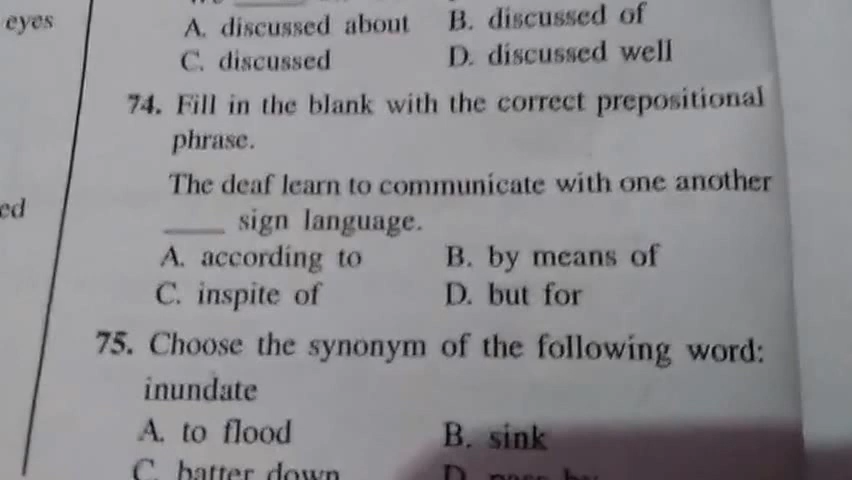 eyes
A. discussed about B. discussed of
C. discussed D. discussed well
74. Fill in the blank with the correct prepositional
phrase.
The deaf learn to communicate with one another
ed
____ sign language.
A. according to B. by means of
C. inspite of D. but for
75. Choose the synonym of the following word:
inundate
A. to flood B. sink
C. batter down D.